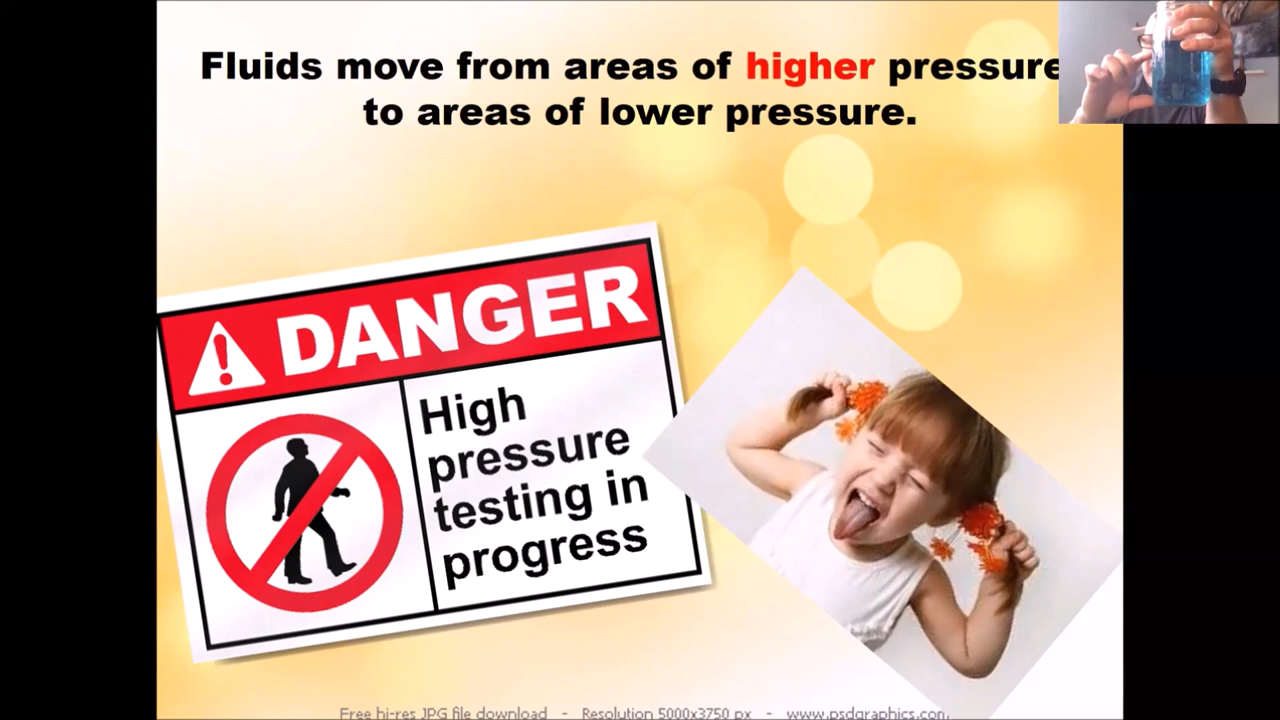 Fluids move from areas of higher pressure
to areas of lower pressure.
DANGER
High
pressure
testing in
progress
Free hi-res JPG file download - Resolution 5000x3750 px - www.psdgraphics.com